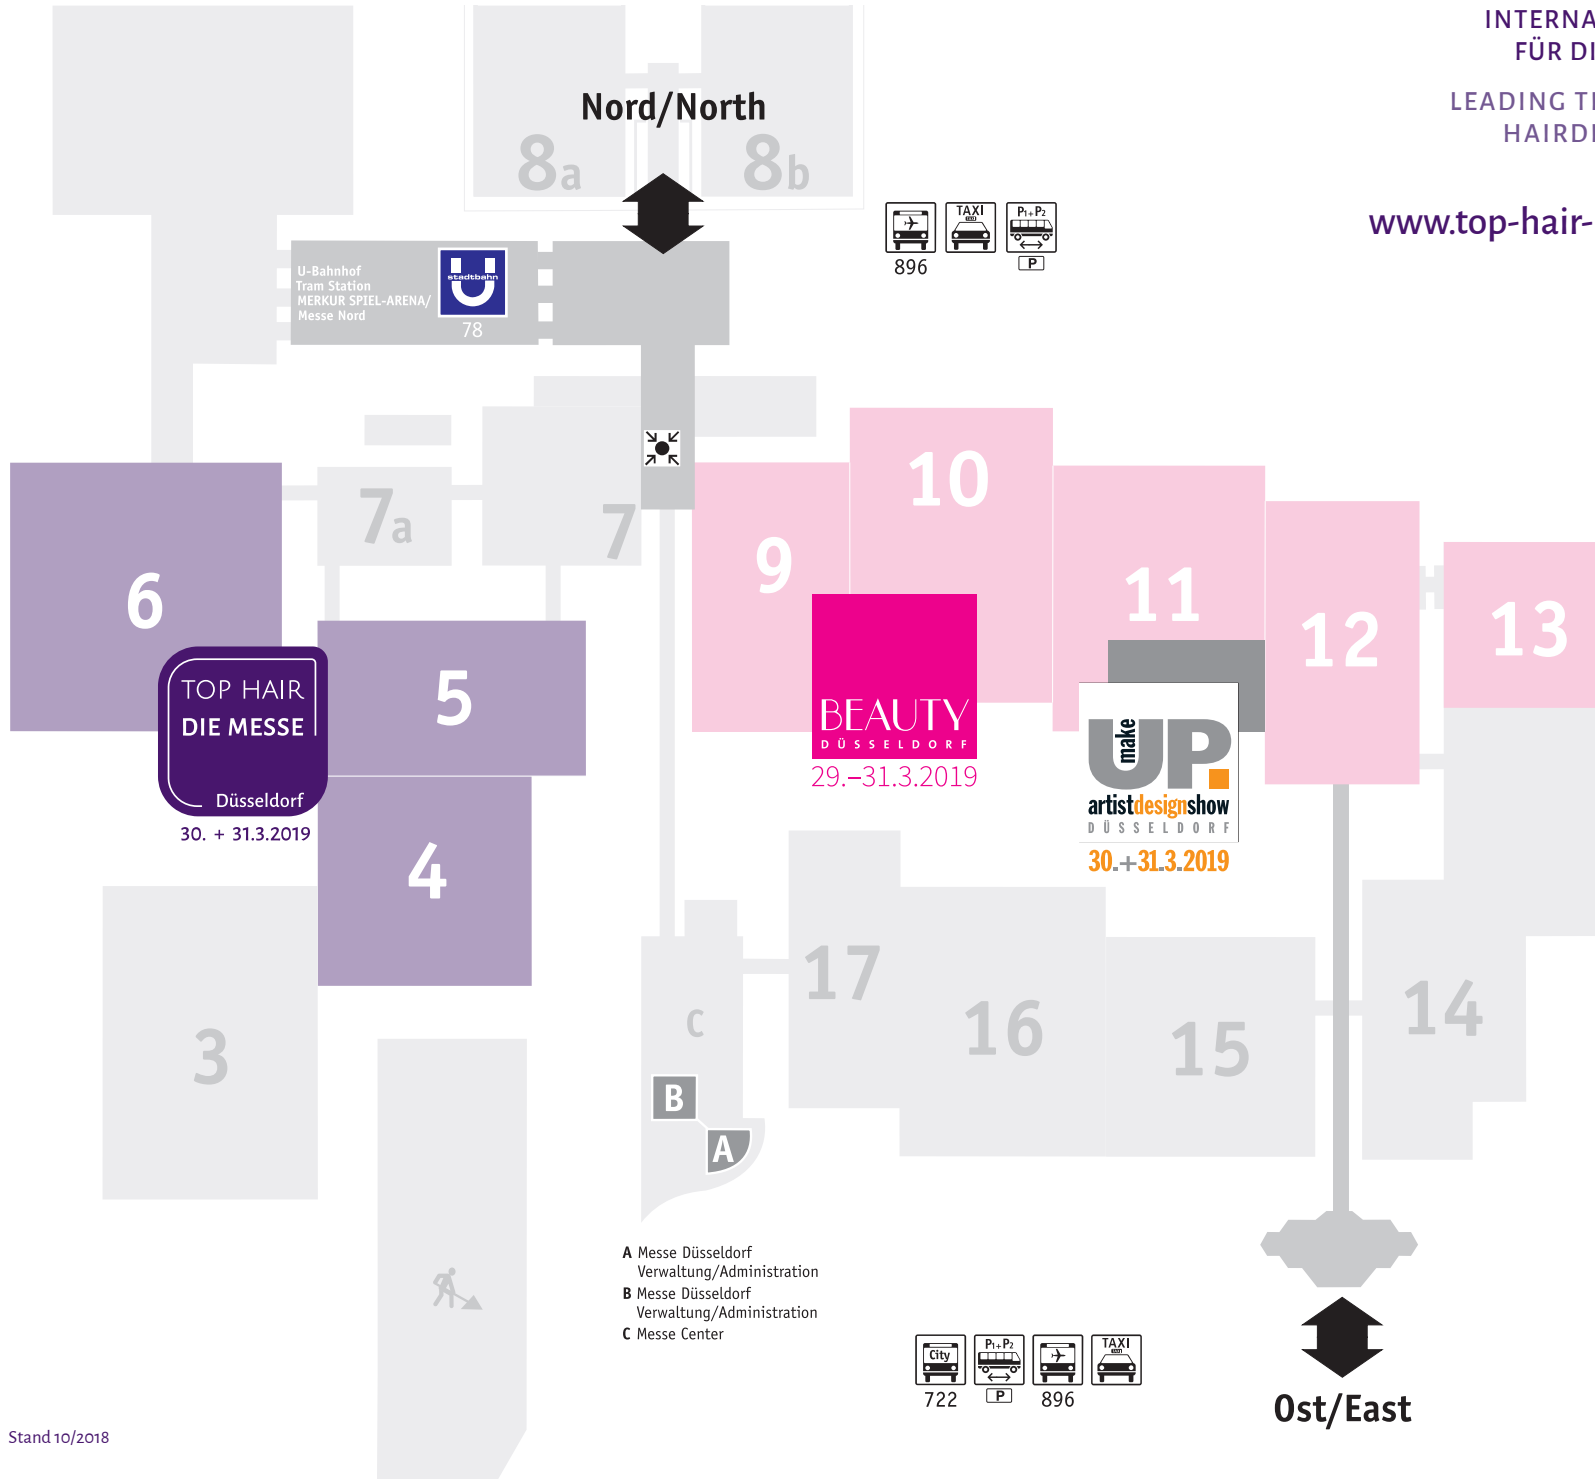 INTERNA
FÜR DI
LEADING T
HAIRD
www.top-hair-
Nord/North
8a
8b
TAXI
TAXI
P1+P2
P
896
U-Bahnhof
Tram Station
MERKUR SPIEL-ARENA/
Messe Nord
stadtbahn
U
78
7a
7
6
5
4
3
TOP HAIR
DIE MESSE
Düsseldorf
30. + 31.3.2019
9
10
11
12
13
BEAUTY
DÜSSELDORF
29.–31.3.2019
make
UP.
artistdesignshow
DÜSSELDORF
30.+31.3.2019
17
16
15
14
C
B
A
A Messe Düsseldorf
Verwaltung/Administration
B Messe Düsseldorf
Verwaltung/Administration
C Messe Center
City
722
P1+P2
P
896
TAXI
TAXI
Ost/East
Stand 10/2018